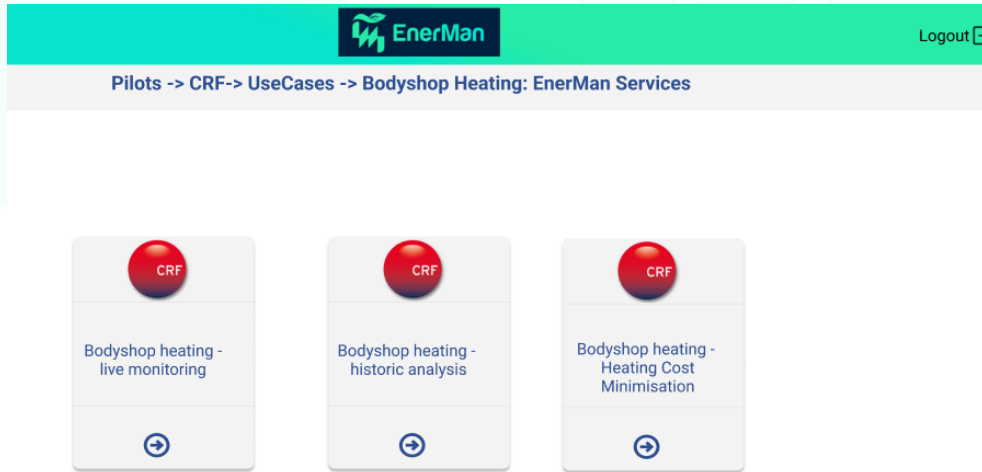 EnerMan
Logout
Pilots -> CRF-> UseCases -> Bodyshop Heating: EnerMan Services
CRF
CRF
CRF
Bodyshop heating -
live monitoring
Bodyshop heating -
historic analysis
Bodyshop heating -
Heating Cost
Minimisation